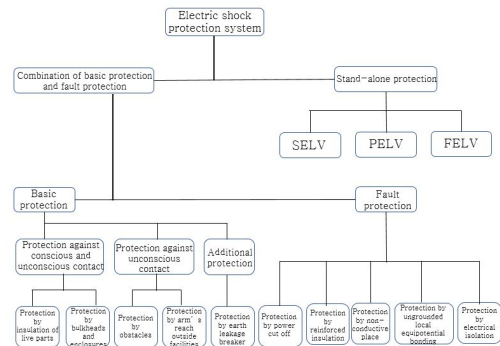 Electric shock
protection system
Combination of basic protection
and fault protection
Stand-alone protection
SELV
PELV
FELV
Basic
protection
Fault
protection
Protection against
conscious and
unconscious contact
Protection against
unconscious
contact
Additional
protection
Protection
by
insulation of
live parts
Protection
by
bulkheads
and
enclosures
Protection
by
obstacles
Protection
by arm's
reach
outside
facilities
Protection
by earth
leakage
breaker
Protection
by power
cut off
Protection
by
reinforced
insulation
Protection
by non-
conductive
place
Protection by
ungrounded
local
equipotential
bonding
Protection
by
electrical
isolation